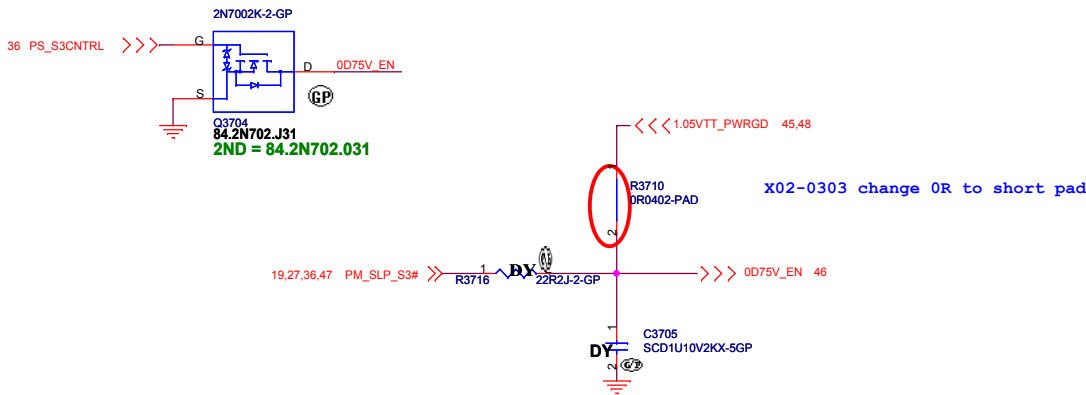 2N7002K-2-GP
36 PS_S3CNTRL
G
D
0D75V_EN
S
GP
Q3704
84.2N702.J31
2ND = 84.2N702.031
1.05VTT_PWRGD 45,48
1
R3710
0R0402-PAD
X02-0303 change 0R to short pad
2
19,27,36,47 PM_SLP_S3#
1
DY
2
R3716
22R2J-2-GP
0D75V_EN 46
1
C3705
SCD1U10V2KX-5GP
DY
2